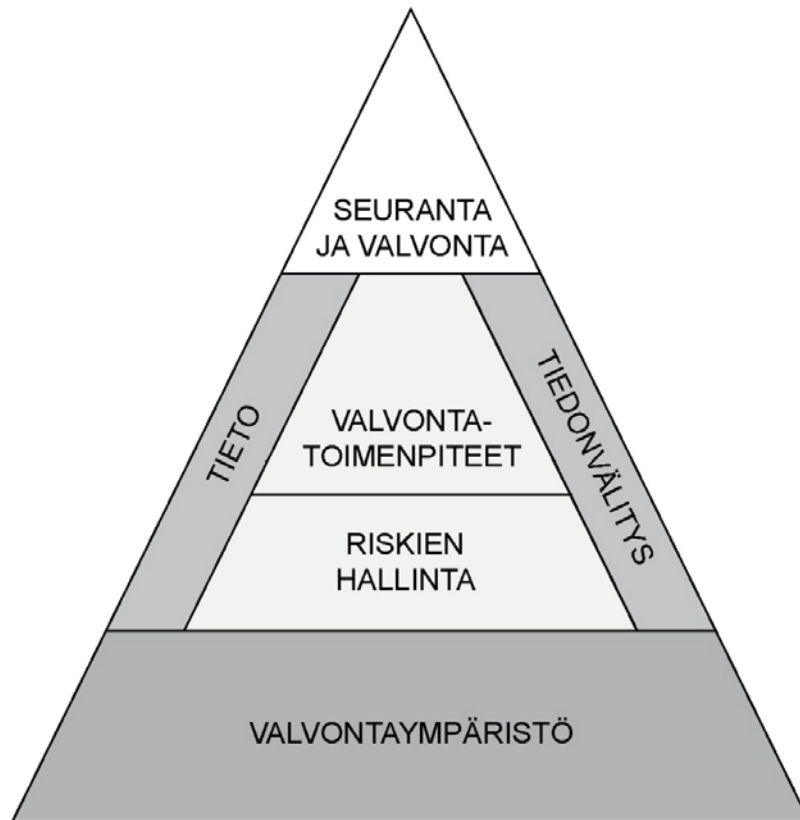 SEURANTA
JA VALVONTA
TIETO
VALVONTA-
TOIMENPITEET
TIEDONVÄLITYS
RISKIEN
HALLINTA
VALVONTAYMPÄRISTÖ